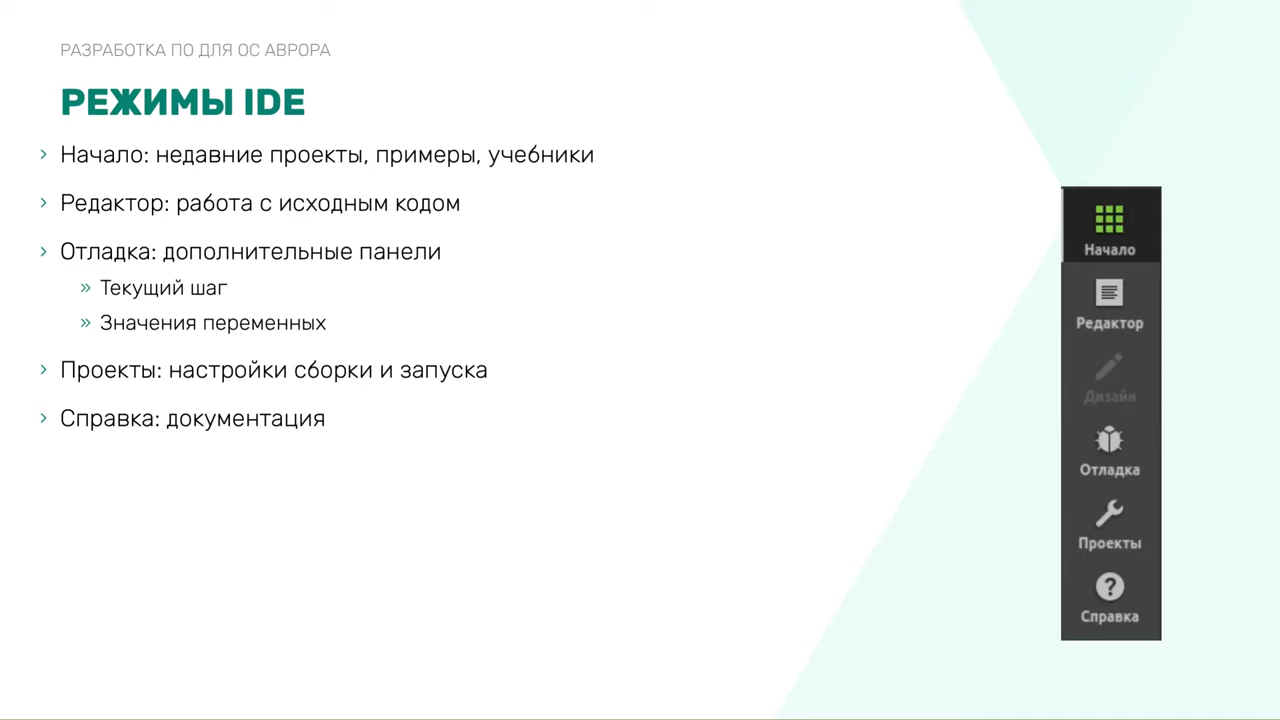 РАЗРАБОТКА ПО ДЛЯ ОС АВРОРА
РЕЖИМЫ IDE
› Начало: недавние проекты, примеры, учебники
› Редактор: работа с исходным кодом
› Отладка: дополнительные панели
» Текущий шаг
» Значения переменных
› Проекты: настройки сборки и запуска
› Справка: документация
Начало
Редактор
Дизайн
Отладка
Проекты
Справка